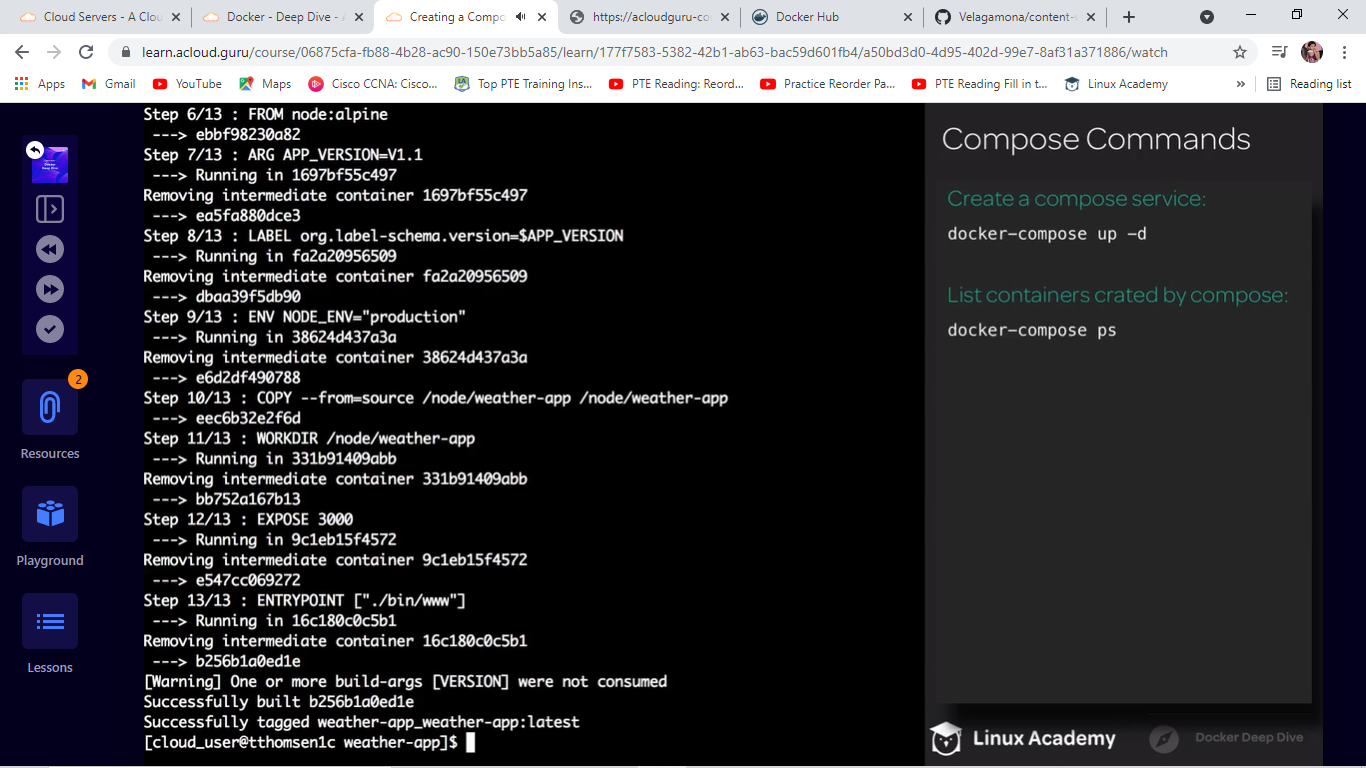 Cloud Servers - A Clo
Docker - Deep Dive - A
Creating a Compo
https://acloudguru-co
Docker Hub
Velagamona/content-
learn.acloud.guru/course/06875cfa-fb88-4b28-ac90-150e73bb5a85/learn/177f7583-5382-42b1-ab63-bac59d601fb4/a50bd3d0-4d95-402d-99e7-8af31a371886/watch
Apps
Gmail
YouTube
Maps
Cisco CCNA: Cisco...
Top PTE Training Ins...
PTE Reading: Reord...
Practice Reorder Pa...
PTE Reading Fill in t...
Linux Academy
»
Reading list
Docker
Deep Dive
2
Resources
Playground
Lessons
Step 6/13 : FROM node:alpine
---> ebbf98230a82
Step 7/13 : ARG APP_VERSION=V1.1
---> Running in 1697bf55c497
Removing intermediate container 1697bf55c497
---> ea5fa880dce3
Step 8/13 : LABEL org.label-schema.version=$APP_VERSION
---> Running in fa2a20956509
Removing intermediate container fa2a20956509
---> dbaa39f5db90
Step 9/13 : ENV NODE_ENV="production"
---> Running in 38624d437a3a
Removing intermediate container 38624d437a3a
---> e6d2df490788
Step 10/13 : COPY --from=source /node/weather-app /node/weather-app
---> eec6b32e2f6d
Step 11/13 : WORKDIR /node/weather-app
---> Running in 331b91409abb
Removing intermediate container 331b91409abb
---> bb752a167b13
Step 12/13 : EXPOSE 3000
---> Running in 9c1eb15f4572
Removing intermediate container 9c1eb15f4572
---> e547cc069272
Step 13/13 : ENTRYPOINT ["./bin/www"]
---> Running in 16c180c0c5b1
Removing intermediate container 16c180c0c5b1
---> b256b1a0ed1e
[Warning] One or more build-args [VERSION] were not consumed
Successfully built b256b1a0ed1e
Successfully tagged weather-app_weather-app:latest
[cloud_user@tthomsen1c weather-app]$
Compose Commands
Create a compose service:
docker-compose up -d
List containers crated by compose:
docker-compose ps
Linux Academy
Docker Deep Dive